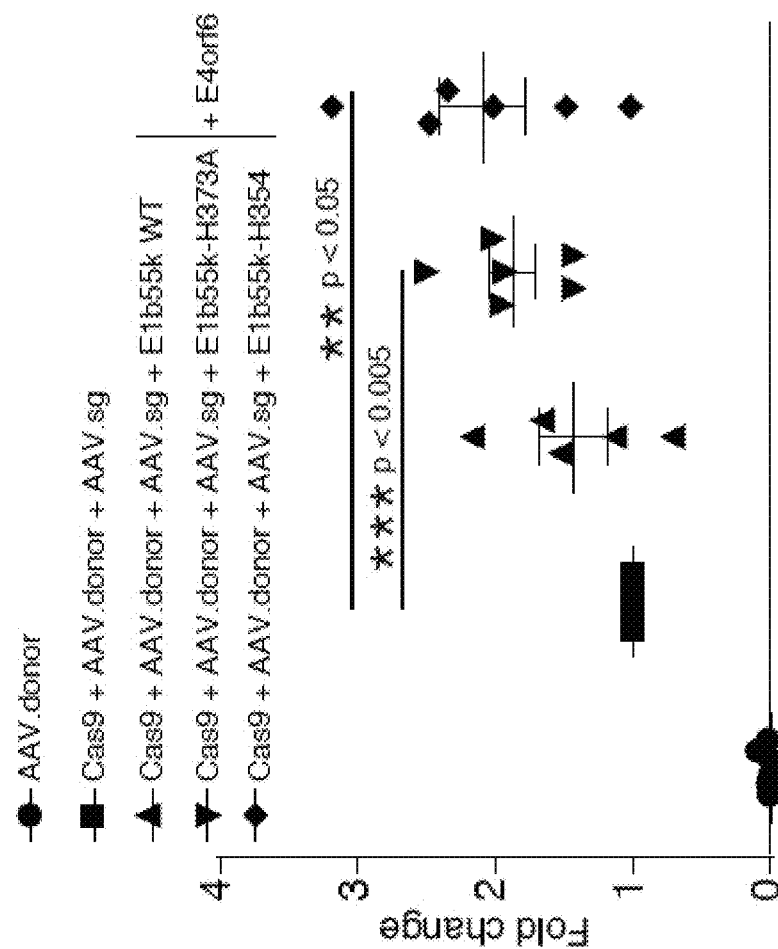 AAV.donor
Cas9 + AAV.donor + AAV.sg
Cas9 + AAV.donor + AAV.sg + E1b55k WT
Cas9 + AAV.donor + AAV.sg + E1b55k-H373A
Cas9 + AAV.donor + AAV.sg + E1b55k-H354
+ E4orf6
** p < 0.05
*** p < 0.005
Fold change
4
3
2
1
0